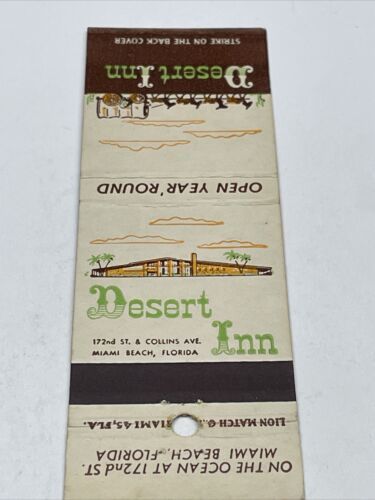 STRIKE ON THE BACK COVER
Desert Inn
OPEN YEAR 'ROUND
Desert
Inn
172nd ST. & COLLINS AVE.
MIAMI BEACH, FLORIDA
LION MATCH MIAMI 45, FLA.
ON THE OCEAN AT 172nd ST.
MIAMI BEACH - FLORIDA